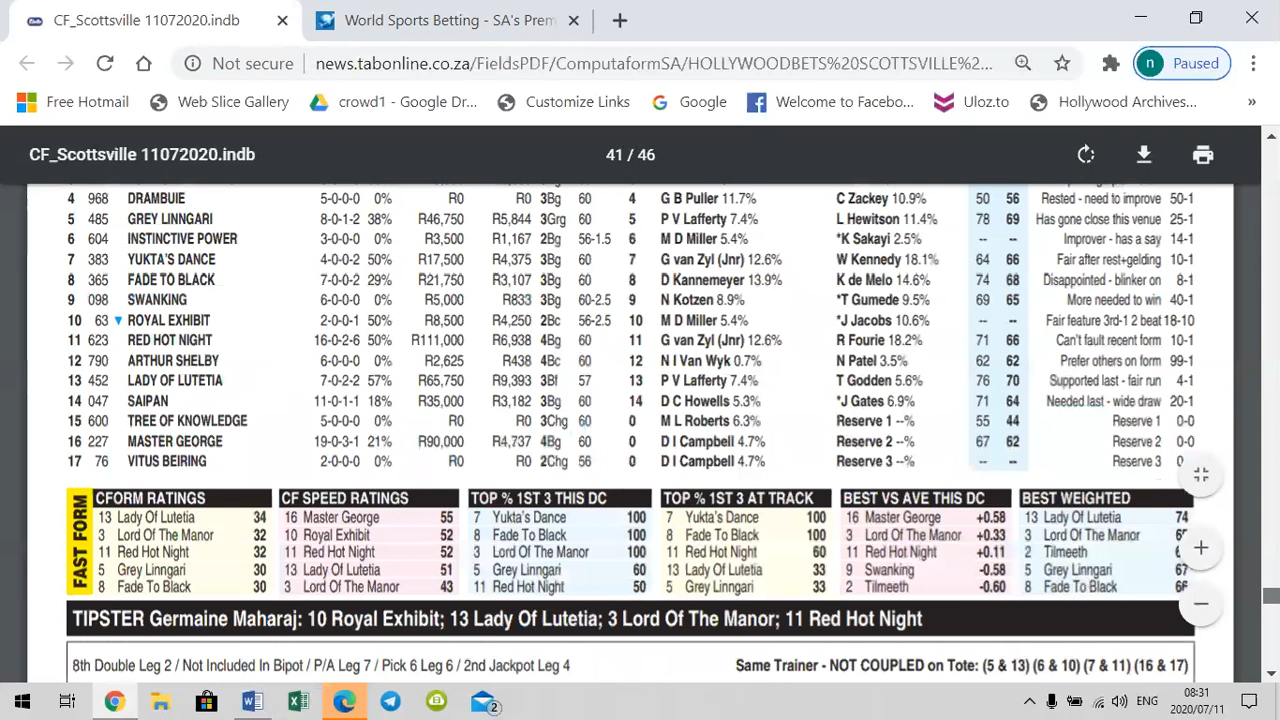 CF_Scottsville 11072020.indb
World Sports Betting - SA's Prem
Not secure news.tabonline.co.za/FieldsPDF/ComputaformSA/HOLLYWOODBETS%20SCOTTSVILLE%2... n Paused
Free Hotmail Web Slice Gallery crowd1 - Google Dr... Customize Links Google Welcome to Facebo... Uloz.to Hollywood Archives... »
CF_Scottsville 11072020.indb 41 / 46
4 968 DRAMBUIE 5-0-0-0 0% R0 R0 3Bg 60 4 G B Puller 11.7% C Zackey 10.9% 50 56 Rested - need to improve 50-1
5 485 GREY LINNGARI 8-0-1-2 38% R46,750 R5,844 3Grg 60 5 P V Lafferty 7.4% L Hewitson 11.4% 78 69 Has gone close this venue 25-1
6 604 INSTINCTIVE POWER 3-0-0-0 0% R3,500 R1,167 2Bg 56-1.5 6 M D Miller 5.4% *K Sakayi 2.5% -- -- Improver - has a say 14-1
7 383 YUKTA'S DANCE 4-0-0-2 50% R17,500 R4,375 3Bg 60 7 G van Zyl (Jnr) 12.6% W Kennedy 18.1% 64 66 Fair after rest+gelding 10-1
8 365 FADE TO BLACK 7-0-0-2 29% R21,750 R3,107 3Bg 60 8 D Kannemeyer 13.9% K de Melo 14.6% 74 68 Disappointed - blinker on 8-1
9 098 SWANKING 6-0-0-0 0% R5,000 R833 3Bg 60-2.5 9 N Kotzen 8.9% *T Gumede 9.5% 69 65 More needed to win 40-1
10 63 ▼ ROYAL EXHIBIT 2-0-0-1 50% R8,500 R4,250 2Bc 56-2.5 10 M D Miller 5.4% *J Jacobs 10.6% -- -- Fair feature 3rd-1 2 beat 18-10
11 623 RED HOT NIGHT 16-0-2-6 50% R111,000 R6,938 4Bg 60 11 G van Zyl (Jnr) 12.6% R Fourie 18.2% 71 66 Can't fault recent form 10-1
12 790 ARTHUR SHELBY 6-0-0-0 0% R2,625 R438 4Bc 60 12 N I Van Wyk 0.7% N Patel 3.5% 62 62 Prefer others on form 99-1
13 452 LADY OF LUTETIA 7-0-2-2 57% R65,750 R9,393 3Bf 57 13 P V Lafferty 7.4% T Godden 5.6% 76 70 Supported last - fair run 4-1
14 047 SAIPAN 11-0-1-1 18% R35,000 R3,182 3Bg 60 14 D C Howells 5.3% *J Gates 6.9% 71 64 Needed last - wide draw 20-1
15 600 TREE OF KNOWLEDGE 5-0-0-0 0% R0 R0 3Chg 60 0 M L Roberts 6.3% Reserve 1 --% 55 44 Reserve 1 0-0
16 227 MASTER GEORGE 19-0-3-1 21% R90,000 R4,737 4Bg 60 0 D I Campbell 4.7% Reserve 2 --% 67 62 Reserve 2 0-0
17 76 VITUS BEIRING 2-0-0-0 0% R0 R0 2Chg 56 0 D I Campbell 4.7% Reserve 3 --% -- -- Reserve 3
FAST FORM
CFORM RATINGS CF SPEED RATINGS TOP % 1ST 3 THIS DC TOP % 1ST 3 AT TRACK BEST VS AVE THIS DC BEST WEIGHTED
13 Lady Of Lutetia 34 16 Master George 55 7 Yukta's Dance 100 7 Yukta's Dance 100 16 Master George +0.58 13 Lady Of Lutetia 74
3 Lord Of The Manor 32 10 Royal Exhibit 52 8 Fade To Black 100 8 Fade To Black 100 3 Lord Of The Manor +0.33 3 Lord Of The Manor
11 Red Hot Night 32 11 Red Hot Night 52 3 Lord Of The Manor 100 11 Red Hot Night 60 11 Red Hot Night +0.11 2 Tilmeeth
5 Grey Linngari 30 13 Lady Of Lutetia 51 5 Grey Linngari 60 13 Lady Of Lutetia 33 9 Swanking -0.58 5 Grey Linngari 67
8 Fade To Black 30 3 Lord Of The Manor 43 11 Red Hot Night 50 5 Grey Linngari 33 2 Tilmeeth -0.60 8 Fade To Black 66
TIPSTER Germaine Maharaj: 10 Royal Exhibit; 13 Lady Of Lutetia; 3 Lord Of The Manor; 11 Red Hot Night
8th Double Leg 2 / Not Included In Bipot / P/A Leg 7 / Pick 6 Leg 6 / 2nd Jackpot Leg 4 Same Trainer - NOT COUPLED on Tote: (5 & 13) (6 & 10) (7 & 11) (16 & 17)
2 ENG 08:31
2020/07/11